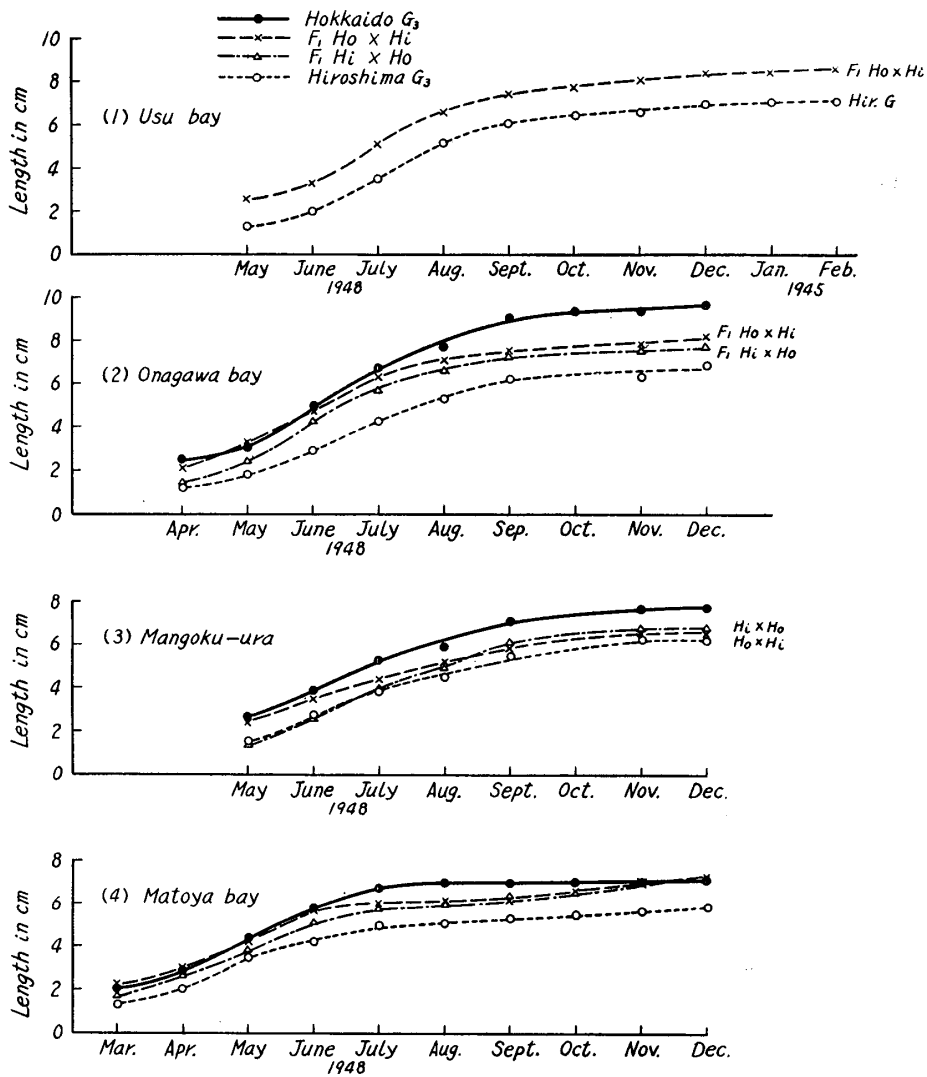 Hokkaido G₃
F₁ Ho x Hi
F₁ Hi x Ho
Hiroshima G₃
10
8
6
4
2
0
Length in cm
(1) Usu bay
F₁ Ho x Hi
Hir. G
May June July Aug. Sept. Oct. Nov. Dec. Jan. Feb.
1948 1945
10
8
6
4
2
0
Length in cm
(2) Onagawa bay
F₁ Ho x Hi
F₁ Hi x Ho
Apr. May June July Aug. Sep. Oct. Nov. Dec.
1948
8
6
4
2
0
Length in cm
(3) Mangoku-ura
Hi x Ho
Ho x Hi
May June July Aug. Sept. Oct. Nov. Dec.
1948
8
6
4
2
0
Length in cm
(4) Matoya bay
Mar. Apr. May June July Aug. Sept. Oct. Nov. Dec.
1948